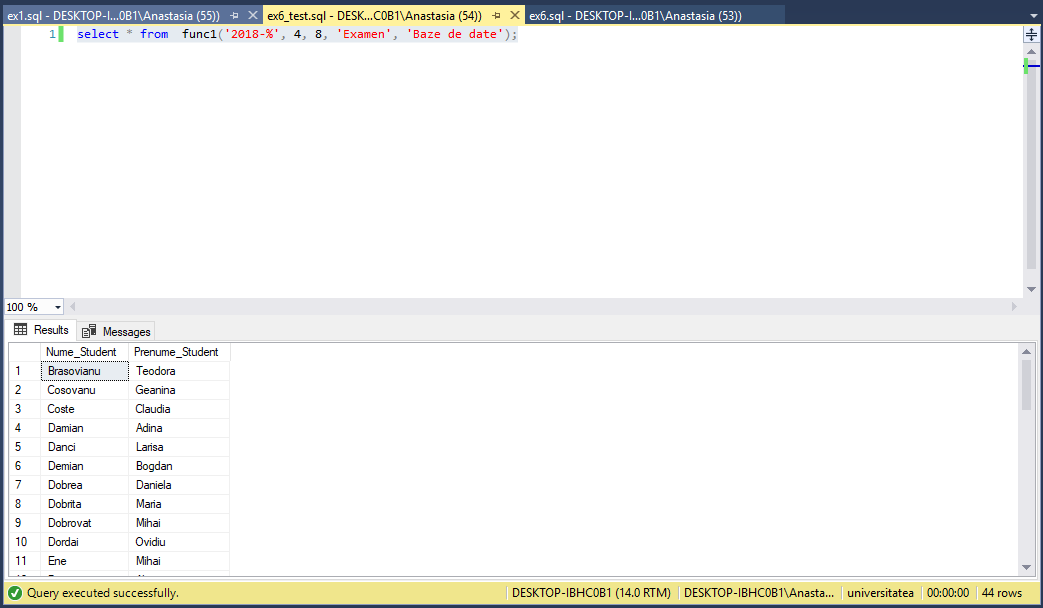 ex1.sql - DESKTOP-I...0B1\Anastasia (55)) ex6_test.sql - DESK...C0B1\Anastasia (54)) ex6.sql - DESKTOP-I...0B1\Anastasia (53))
1 select * from  func1('2018-%', 4, 8, 'Examen', 'Baze de date');
100 %
Results Messages
Nume_Student Prenume_Student
1 Brasovianu Teodora
2 Cosovanu Geanina
3 Coste Claudia
4 Damian Adina
5 Danci Larisa
6 Demian Bogdan
7 Dobrea Daniela
8 Dobrita Maria
9 Dobrovat Mihai
10 Dordai Ovidiu
11 Ene Mihai
Query executed successfully. DESKTOP-IBHC0B1 (14.0 RTM) DESKTOP-IBHC0B1\Anasta... universitatea 00:00:00 44 rows